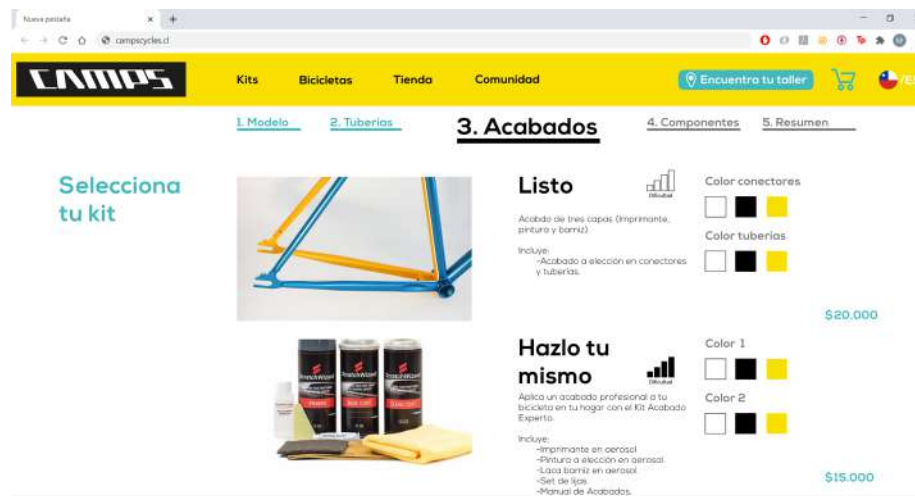 Nueva pestaña
campscycles.cl
CAMPS
Kits Bicicletas Tienda Comunidad
Encuentra tu taller
1. Modelo 2. Tuberías 3. Acabados 4. Componentes 5. Resumen
Selecciona
tu kit
Listo
Dificultad
Acabdo de tres capas (Imprimante,
pintura y barniz)
Incluye:
-Acabado a elección en conectores
y tuberías.
Color conectores
Color tuberías
$20.000
Hazlo tu
mismo
Dificultad
Aplica un acabado profesional a tu
bicicleta en tu hogar con el Kit Acabado
Experto.
Incluye:
-Imprimante en aerosol
-Pintura a elección en aerosol
-Laca barniz en aerosol
-Set de lijas
-Manual de Acabados.
Color 1
Color 2
$15.000